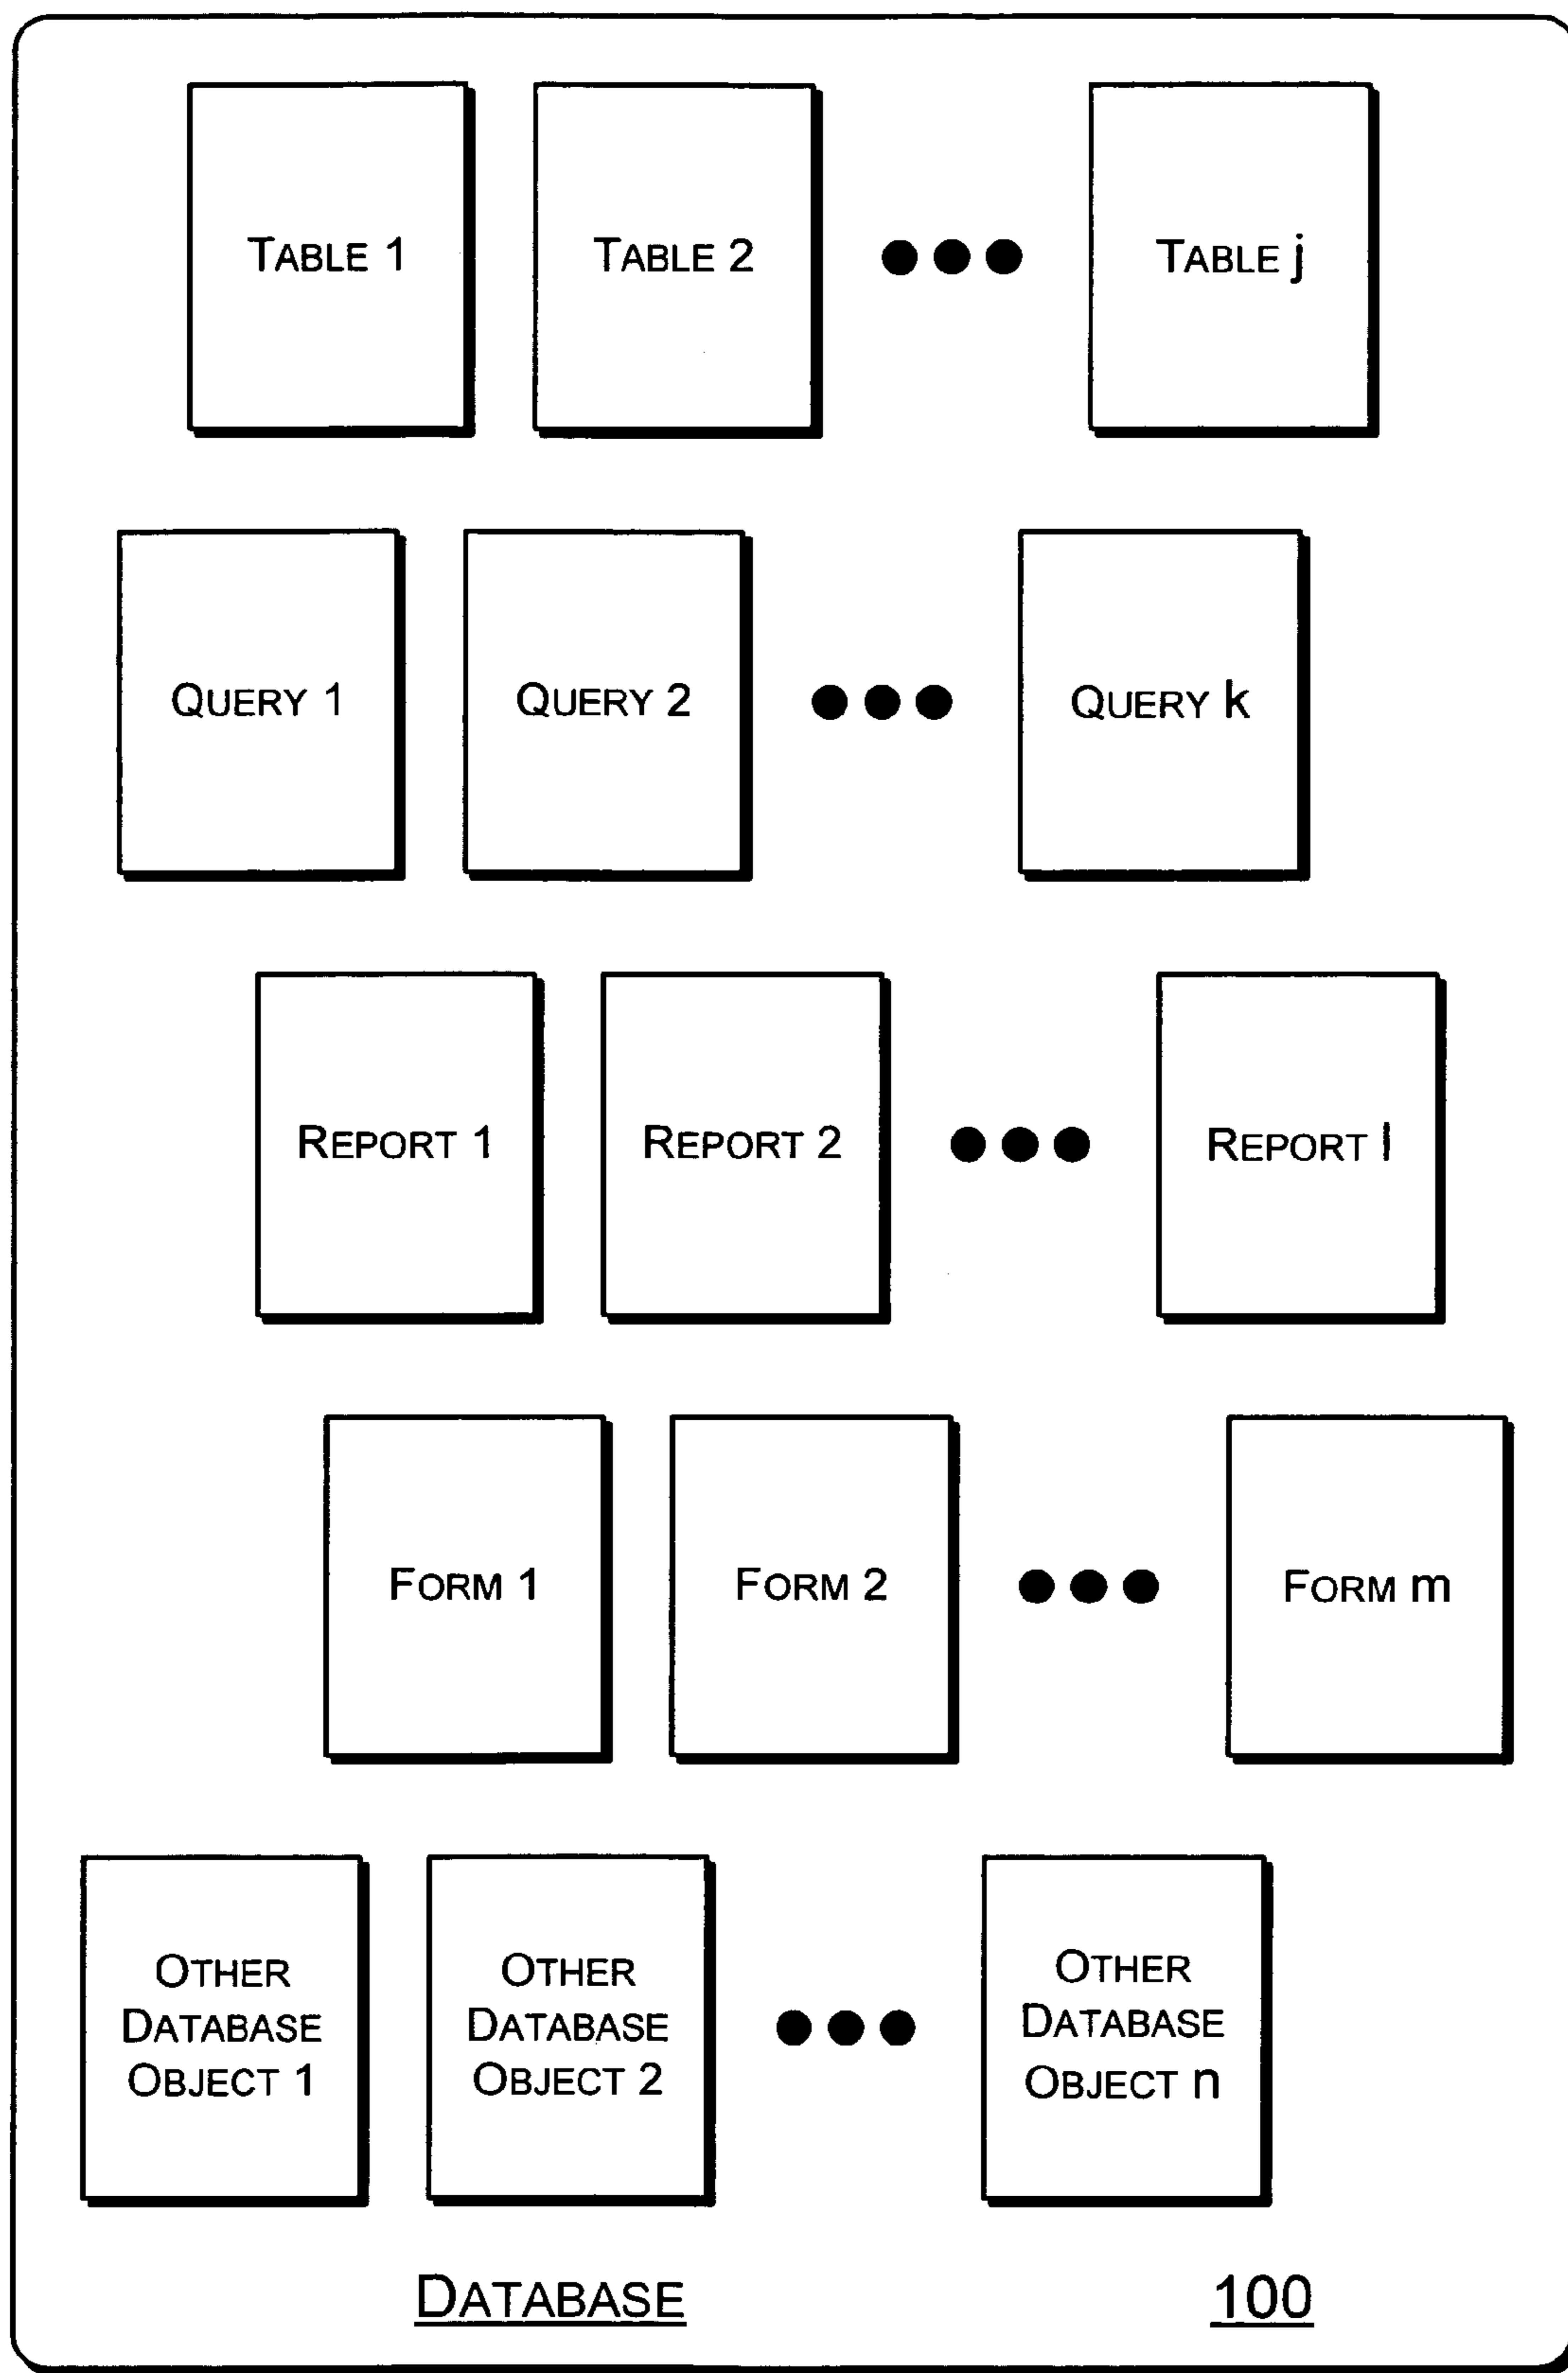 TABLE 1
TABLE 2
TABLE j
QUERY 1
QUERY 2
QUERY k
REPORT 1
REPORT 2
REPORT l
FORM 1
FORM 2
FORM m
OTHER
DATABASE
OBJECT 1
OTHER
DATABASE
OBJECT 2
OTHER
DATABASE
OBJECT n
DATABASE
100